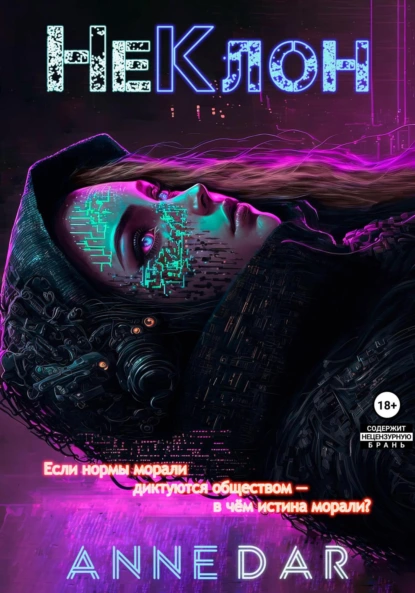 НеКлон
18+
СОДЕРЖИТ
НЕЦЕНЗУРНУЮ
БРАНЬ
Если нормы морали
диктуются обществом —
в чём истина морали?
ANNE DAR